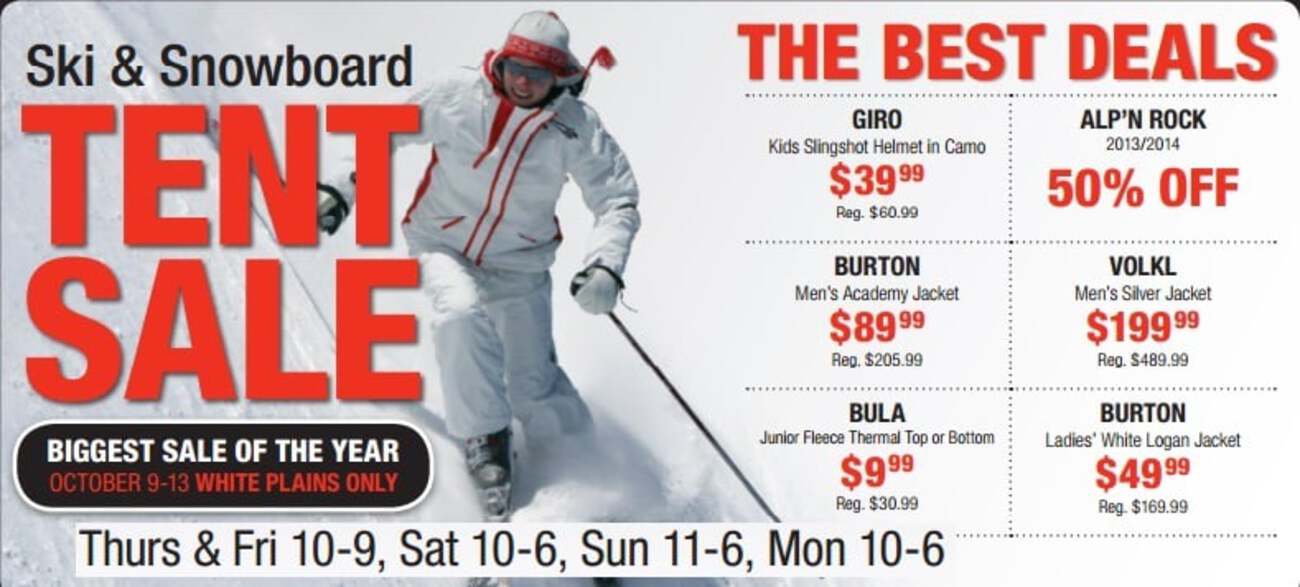 Ski & Snowboard
TENT
SALE
BIGGEST SALE OF THE YEAR
OCTOBER 9-13 WHITE PLAINS ONLY
Thurs & Fri 10-9, Sat 10-6, Sun 11-6, Mon 10-6
THE BEST DEALS
GIRO
Kids Slingshot Helmet in Camo
$39 99
Reg. $60.99
ALP'N ROCK
2013/2014
50% OFF
BURTON
Men's Academy Jacket
$89 99
Reg. $205.99
VOLKL
Men's Silver Jacket
$199 99
Reg. $489.99
BULA
Junior Fleece Thermal Top or Bottom
$9 99
Reg. $30.99
BURTON
Ladies' White Logan Jacket
$49 99
Reg. $169.99